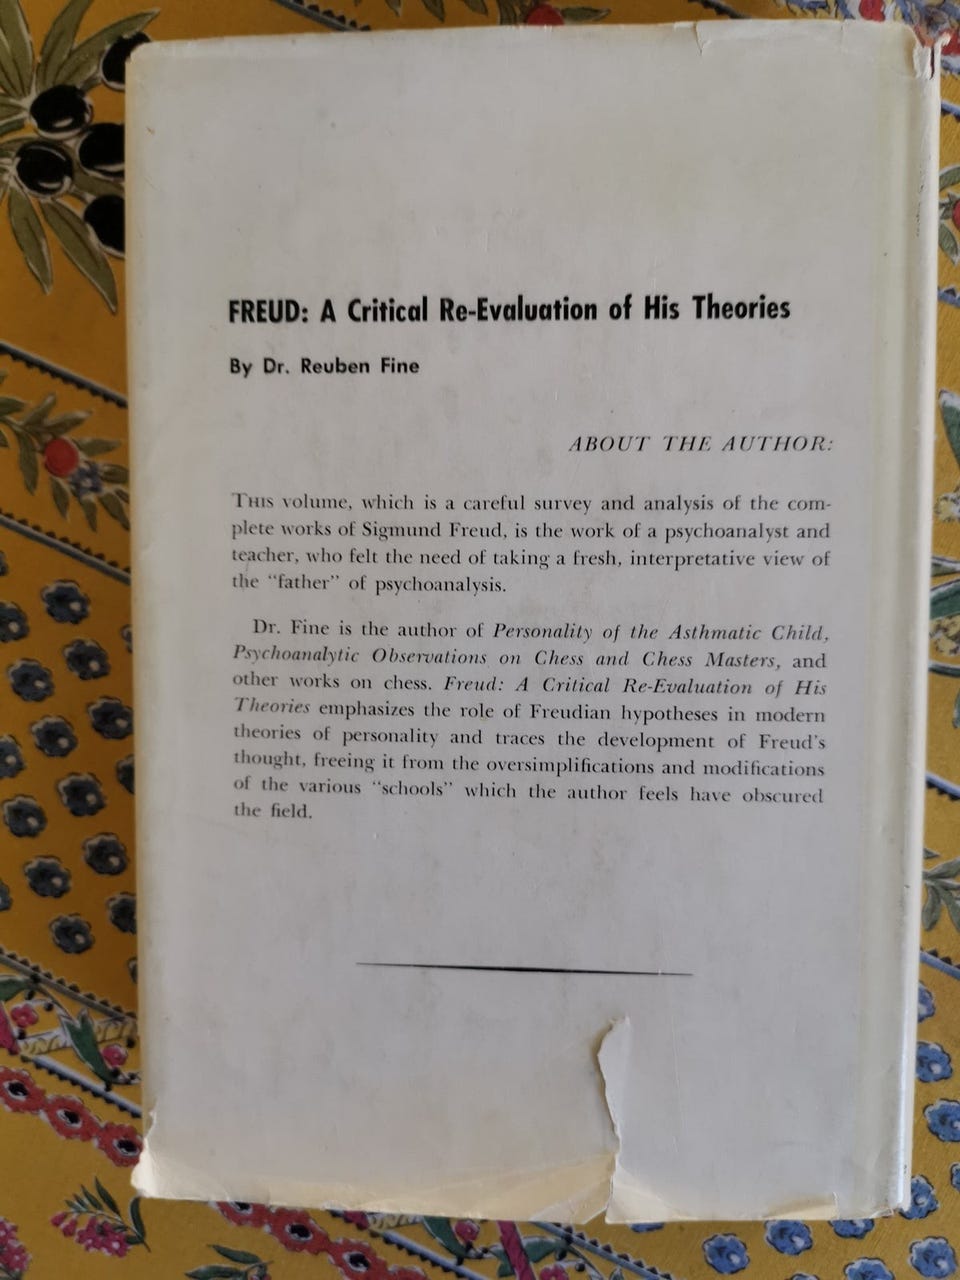 FREUD: A Critical Re-Evaluation of His Theories
By Dr. Reuben Fine
ABOUT THE AUTHOR:
THIS volume, which is a careful survey and analysis of the com-
plete works of Sigmund Freud, is the work of a psychoanalyst and
teacher, who felt the need of taking a fresh, interpretative view of
the “father” of psychoanalysis.
Dr. Fine is the author of Personality of the Asthmatic Child,
Psychoanalytic Observations on Chess and Chess Masters, and
other works on chess. Freud: A Critical Re-Evaluation of His
Theories emphasizes the role of Freudian hypotheses in modern
theories of personality and traces the development of Freud’s
thought, freeing it from the oversimplifications and modifications
of the various “schools” which the author feels have obscured
the field.